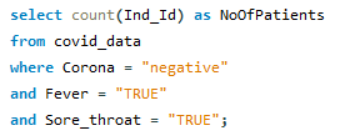 select count(Ind_Id) as NoOfPatients
from covid_data
where Corona = "negative"
and Fever = "TRUE"
and Sore_throat = "TRUE";